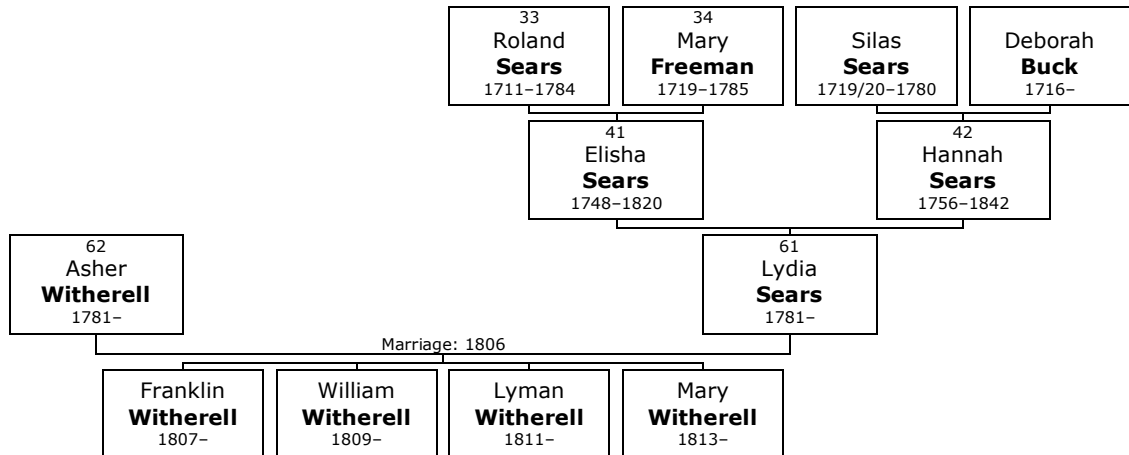 33
Roland
Sears
1711–1784
34
Mary
Freeman
1719–1785
Silas
Sears
1719/20–1780
Deborah
Buck
1716–
41
Elisha
Sears
1748–1820
42
Hannah
Sears
1756–1842
62
Asher
Witherell
1781–
61
Lydia
Sears
1781–
Marriage: 1806
Franklin
Witherell
1807–
William
Witherell
1809–
Lyman
Witherell
1811–
Mary
Witherell
1813–